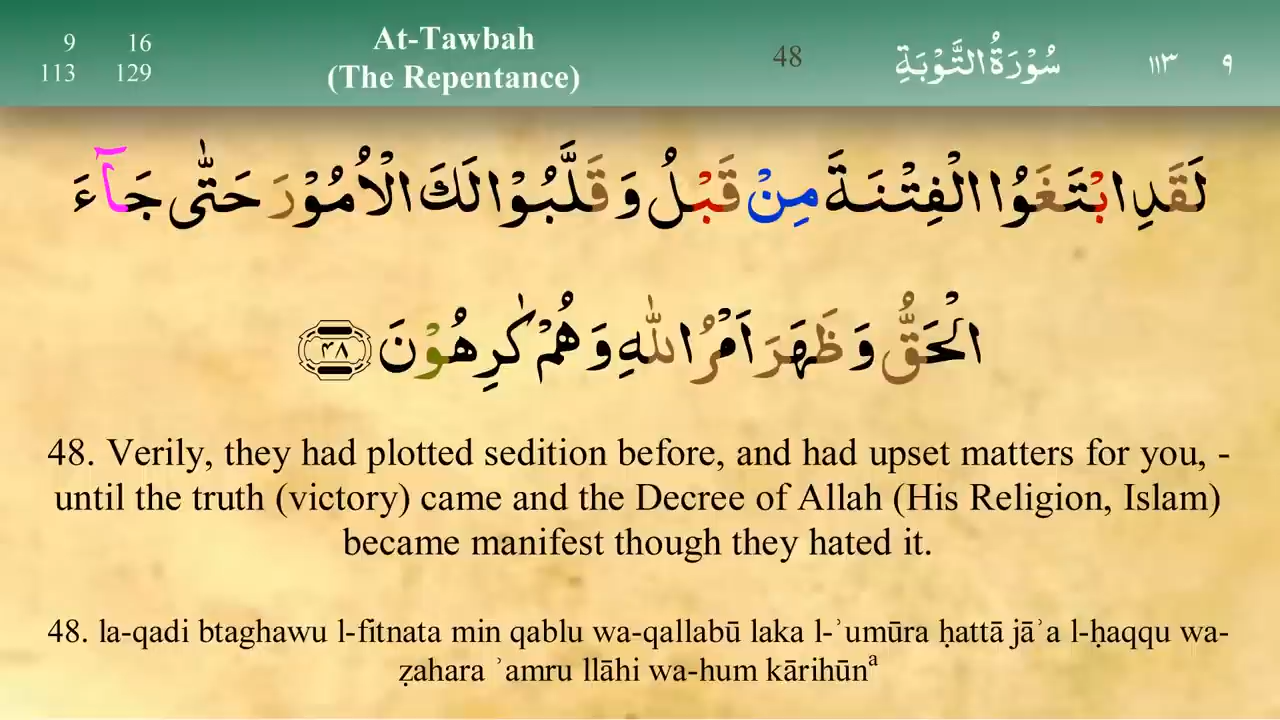 9 16 At-Tawbah 48 سُوْرَةُ التَّوْبَةِ ١١٣ ٩
113 129 (The Repentance)
لَقَدِ ابْتَغَوُا الْفِتْنَةَ مِنْ قَبْلُ وَقَلَّبُوْا لَكَ الْاُمُوْرَ حَتّٰى جَآءَ
الْحَقُّ وَظَهَرَ اَمْرُ اللّٰهِ وَهُمْ كٰرِهُوْنَ ٤٨
48. Verily, they had plotted sedition before, and had upset matters for you, -
until the truth (victory) came and the Decree of Allah (His Religion, Islam)
became manifest though they hated it.
48. la-qadi btaghawu l-fitnata min qablu wa-qallabū laka l-ʾumūra ḥattā jāʾa l-ḥaqqu wa-
ẓahara ʾamru llāhi wa-hum kārihūnᵃ